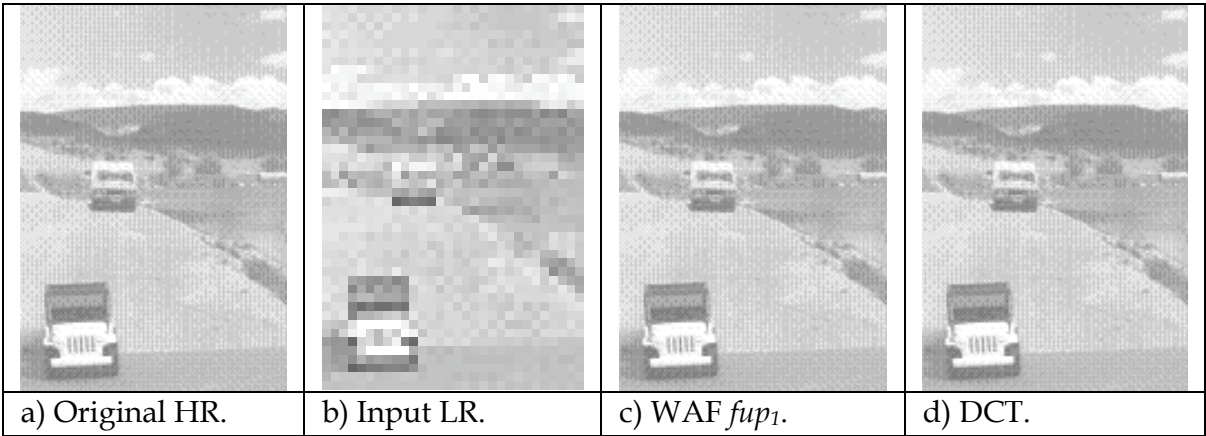 a) Original HR.
b) Input LR.
c) WAF fup₁.
d) DCT.